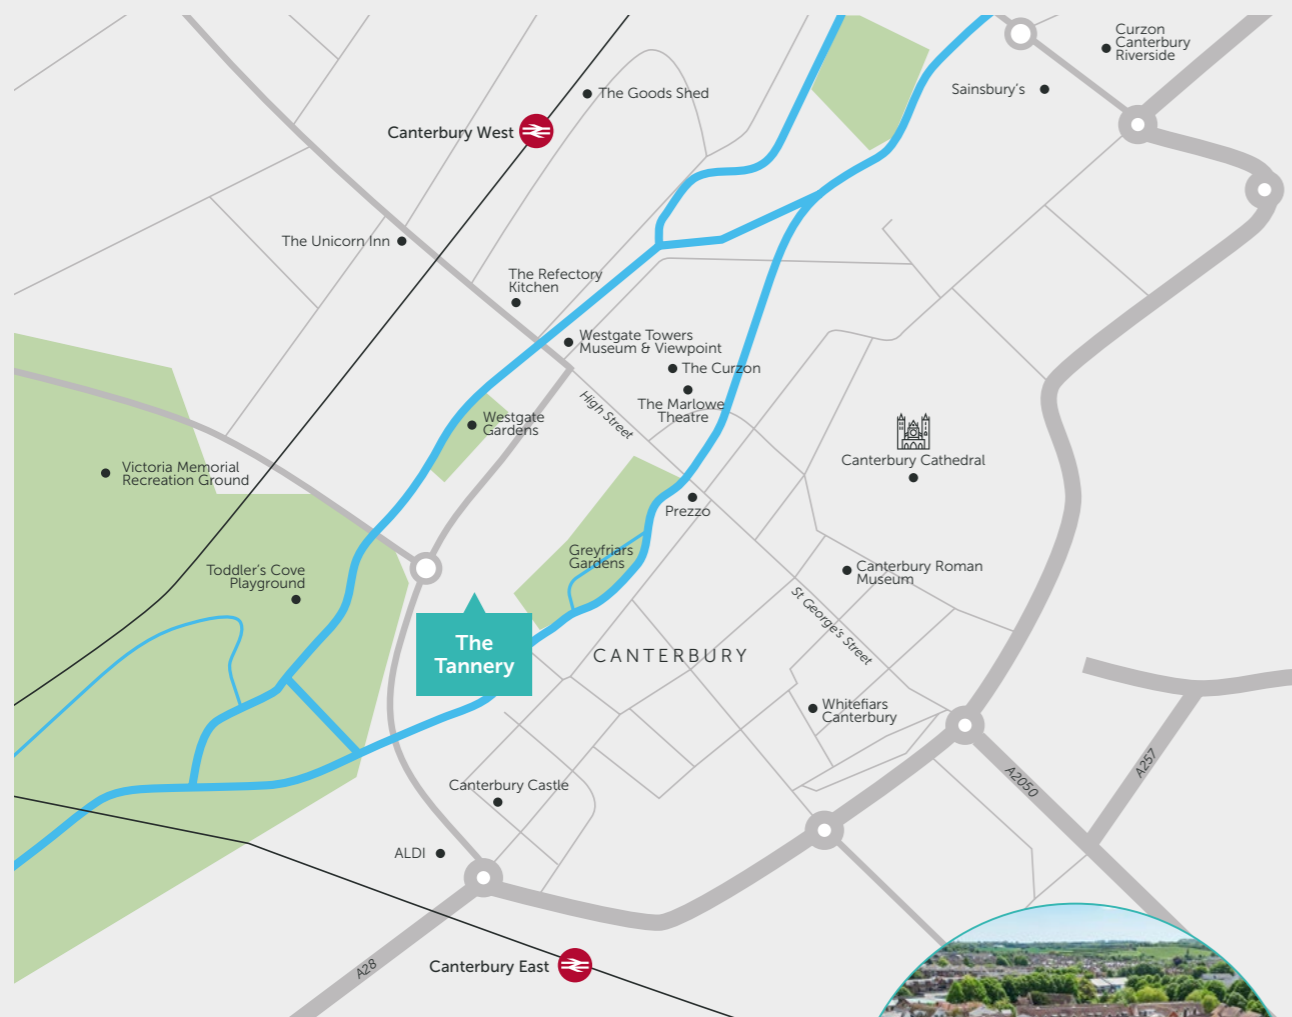 Curzon
Canterbury
Riverside
Sainsbury's
The Goods Shed
Canterbury West
The Unicorn Inn
The Refectory
Kitchen
Westgate Towers
Museum & Viewpoint
The Curzon
The Marlowe
Theatre
High Street
Westgate
Gardens
Canterbury Cathedral
Victoria Memorial
Recreation Ground
Prezzo
Greyfriars
Gardens
Toddler's Cove
Playground
Canterbury Roman
Museum
St George's Street
The
Tannery
CANTERBURY
Whitefiars
Canterbury
A257
A2050
Canterbury Castle
ALDI
A28
Canterbury East